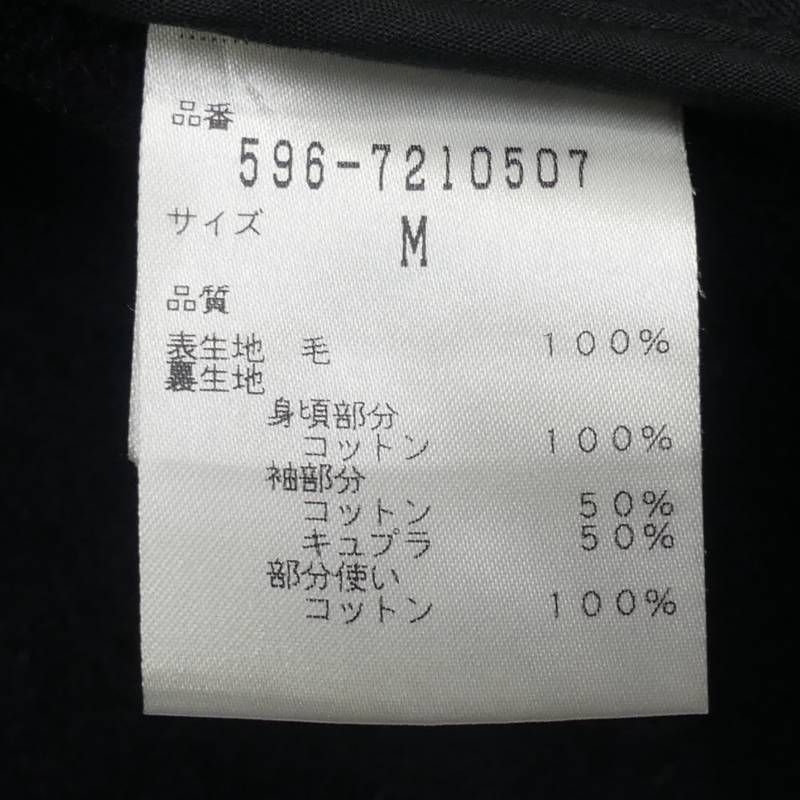 品番
596-7210507
サイズ M
品質
表生地 毛 100%
裏生地
身頃部分
コットン 100%
袖部分
コットン 50%
キュプラ 50%
部分使い
コットン 100%